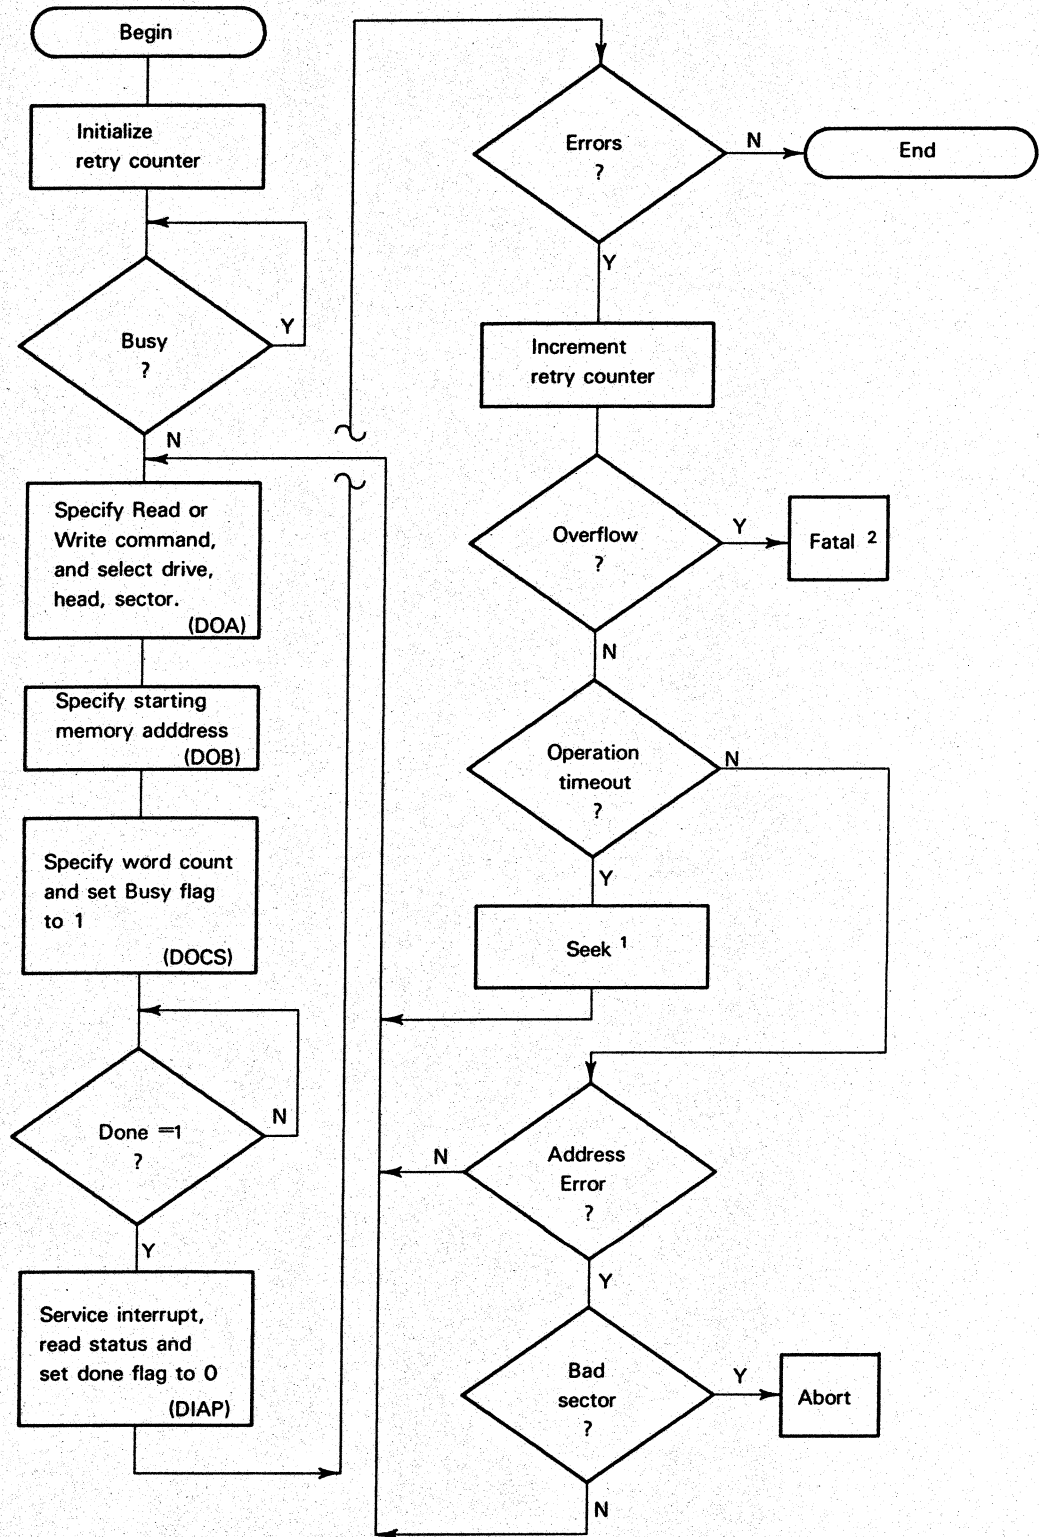 Begin
Initialize
retry counter
Busy
?
Y
N
Specify Read or
Write command,
and select drive,
head, sector.
(DOA)
Specify starting
memory adddress
(DOB)
Specify word count
and set Busy flag
to 1
(DOCS)
Done =1
?
N
Y
Service interrupt,
read status and
set done flag to 0
(DIAP)
Errors
?
N
End
Y
Increment
retry counter
Overflow
?
Y
Fatal 2
N
Operation
timeout
?
N
Y
Seek 1
Address
Error
?
N
Y
Bad
sector
?
Y
Abort
N